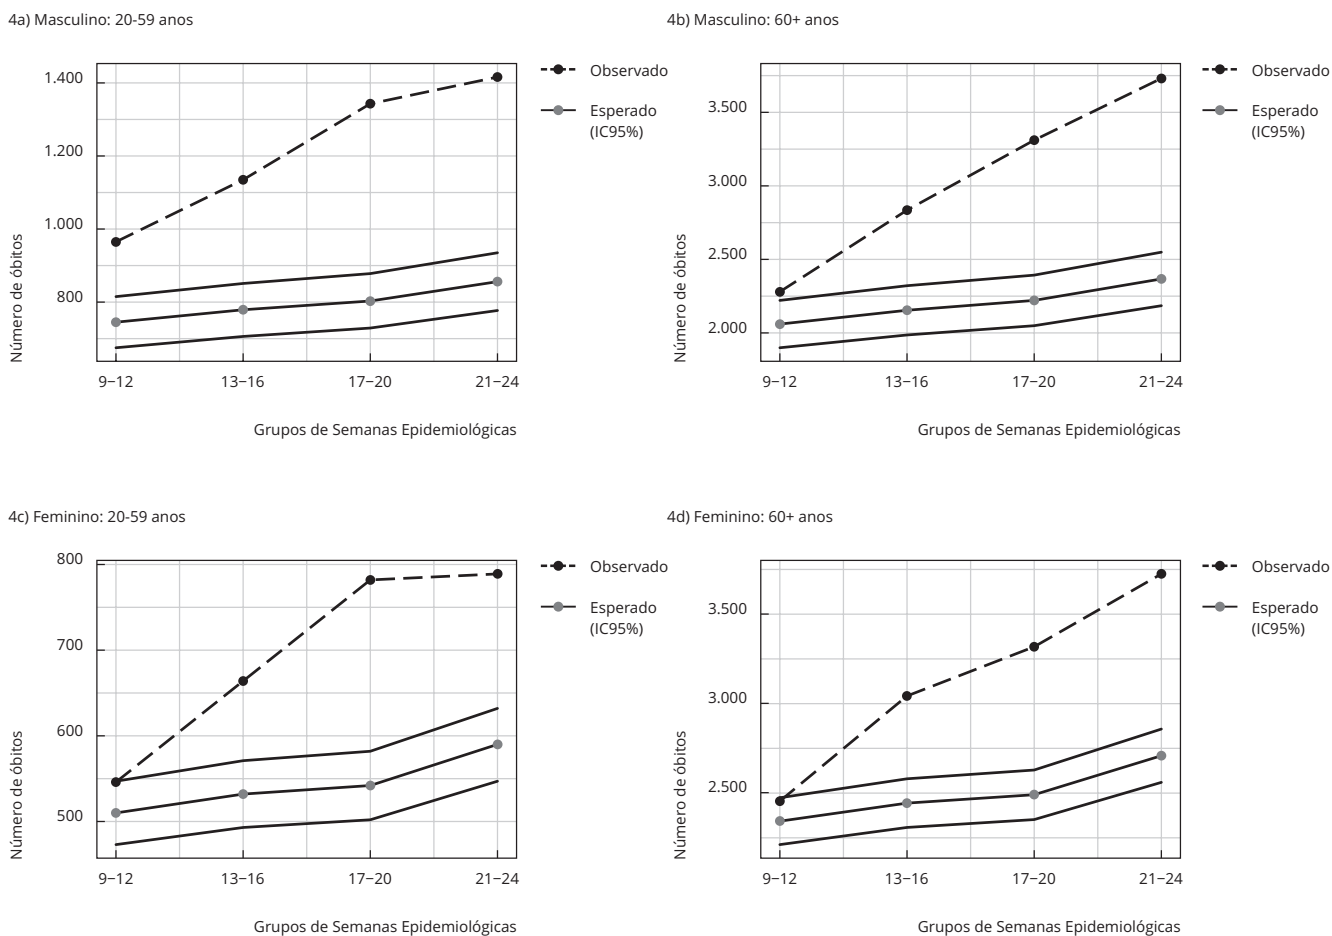 4a) Masculino: 20-59 anos
Número de óbitos
1.400
1.200
1.000
800
9–12
13–16
17–20
21–24
Grupos de Semanas Epidemiológicas
Observado
Esperado
(IC95%)
4b) Masculino: 60+ anos
Número de óbitos
3.500
3.000
2.500
2.000
9–12
13–16
17–20
21–24
Grupos de Semanas Epidemiológicas
Observado
Esperado
(IC95%)
4c) Feminino: 20-59 anos
Número de óbitos
800
700
600
500
9–12
13–16
17–20
21–24
Grupos de Semanas Epidemiológicas
Observado
Esperado
(IC95%)
4d) Feminino: 60+ anos
Número de óbitos
3.500
3.000
2.500
9–12
13–16
17–20
21–24
Grupos de Semanas Epidemiológicas
Observado
Esperado
(IC95%)